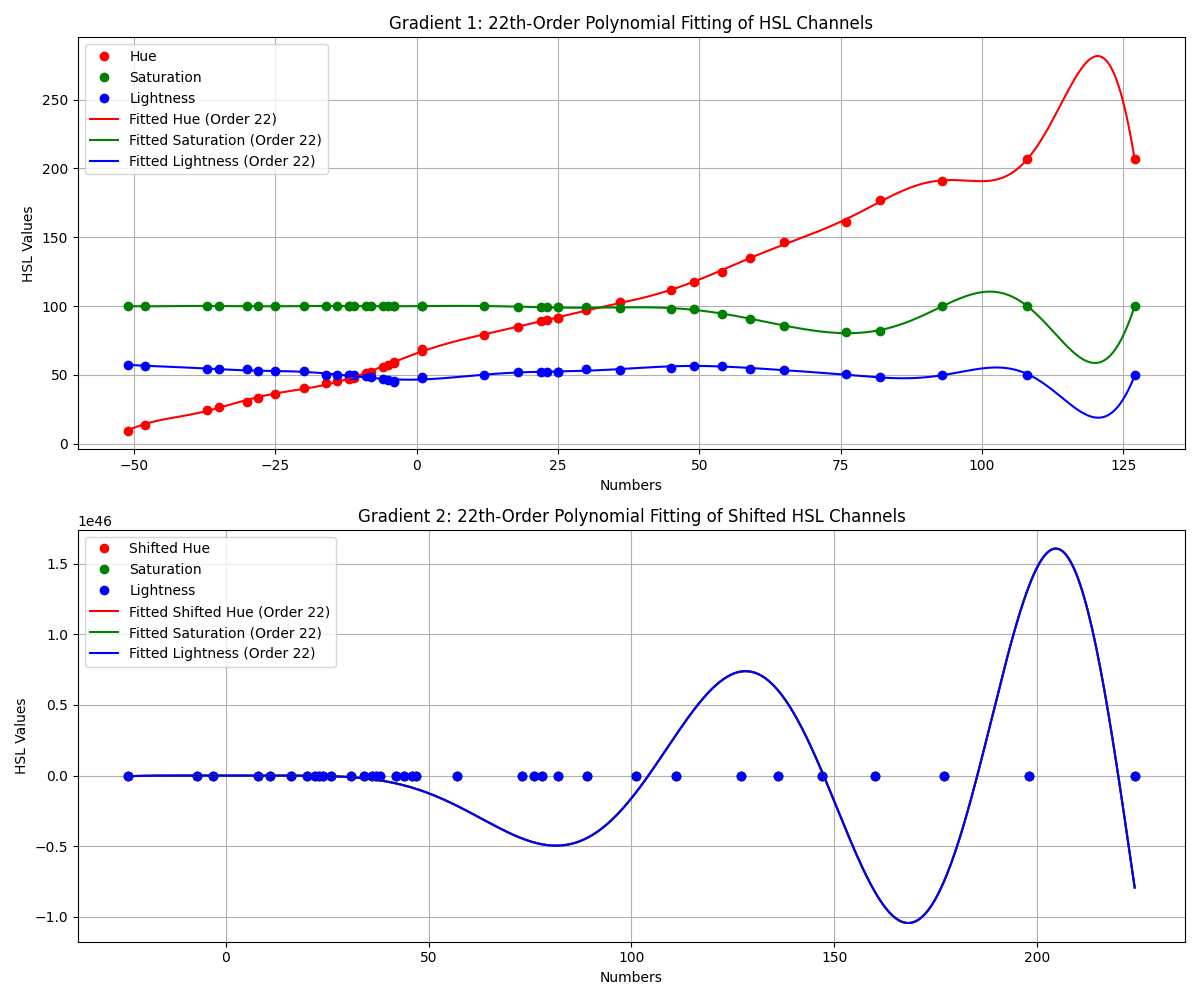 Gradient 1: 22th-Order Polynomial Fitting of HSL Channels
Hue
Saturation
Lightness
Fitted Hue (Order 22)
Fitted Saturation (Order 22)
Fitted Lightness (Order 22)
HSL Values
250
200
150
100
50
0
−50
−25
0
25
50
75
100
125
Numbers
Gradient 2: 22th-Order Polynomial Fitting of Shifted HSL Channels
1e46
Shifted Hue
Saturation
Lightness
Fitted Shifted Hue (Order 22)
Fitted Saturation (Order 22)
Fitted Lightness (Order 22)
HSL Values
1.5
1.0
0.5
0.0
−0.5
−1.0
0
50
100
150
200
Numbers